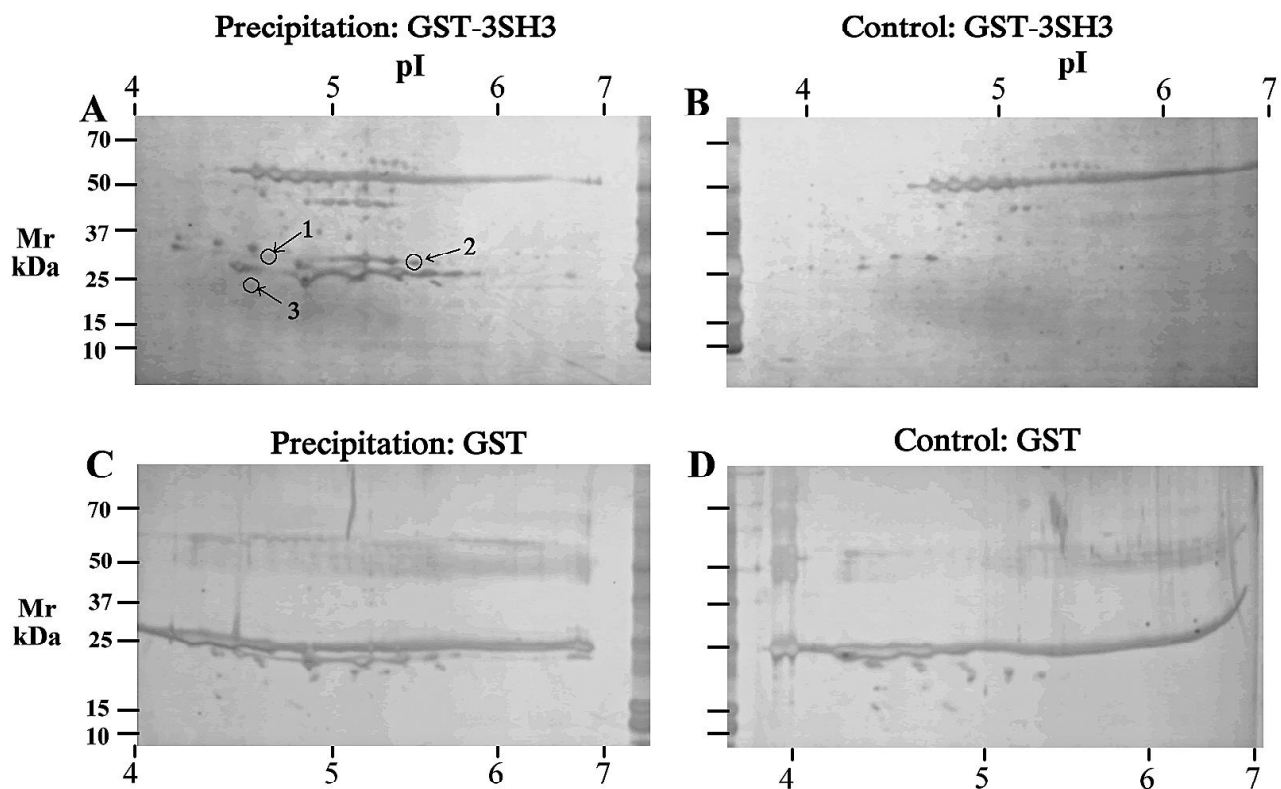 Precipitation: GST-3SH3
Control: GST-3SH3
pI
pI
4 5 6 7
4 5 6 7
A
B
70
50
37
Mr
kDa
25
15
10
1
2
3
Precipitation: GST
Control: GST
C
D
70
50
37
Mr
kDa
25
15
10
4 5 6 7
4 5 6 7